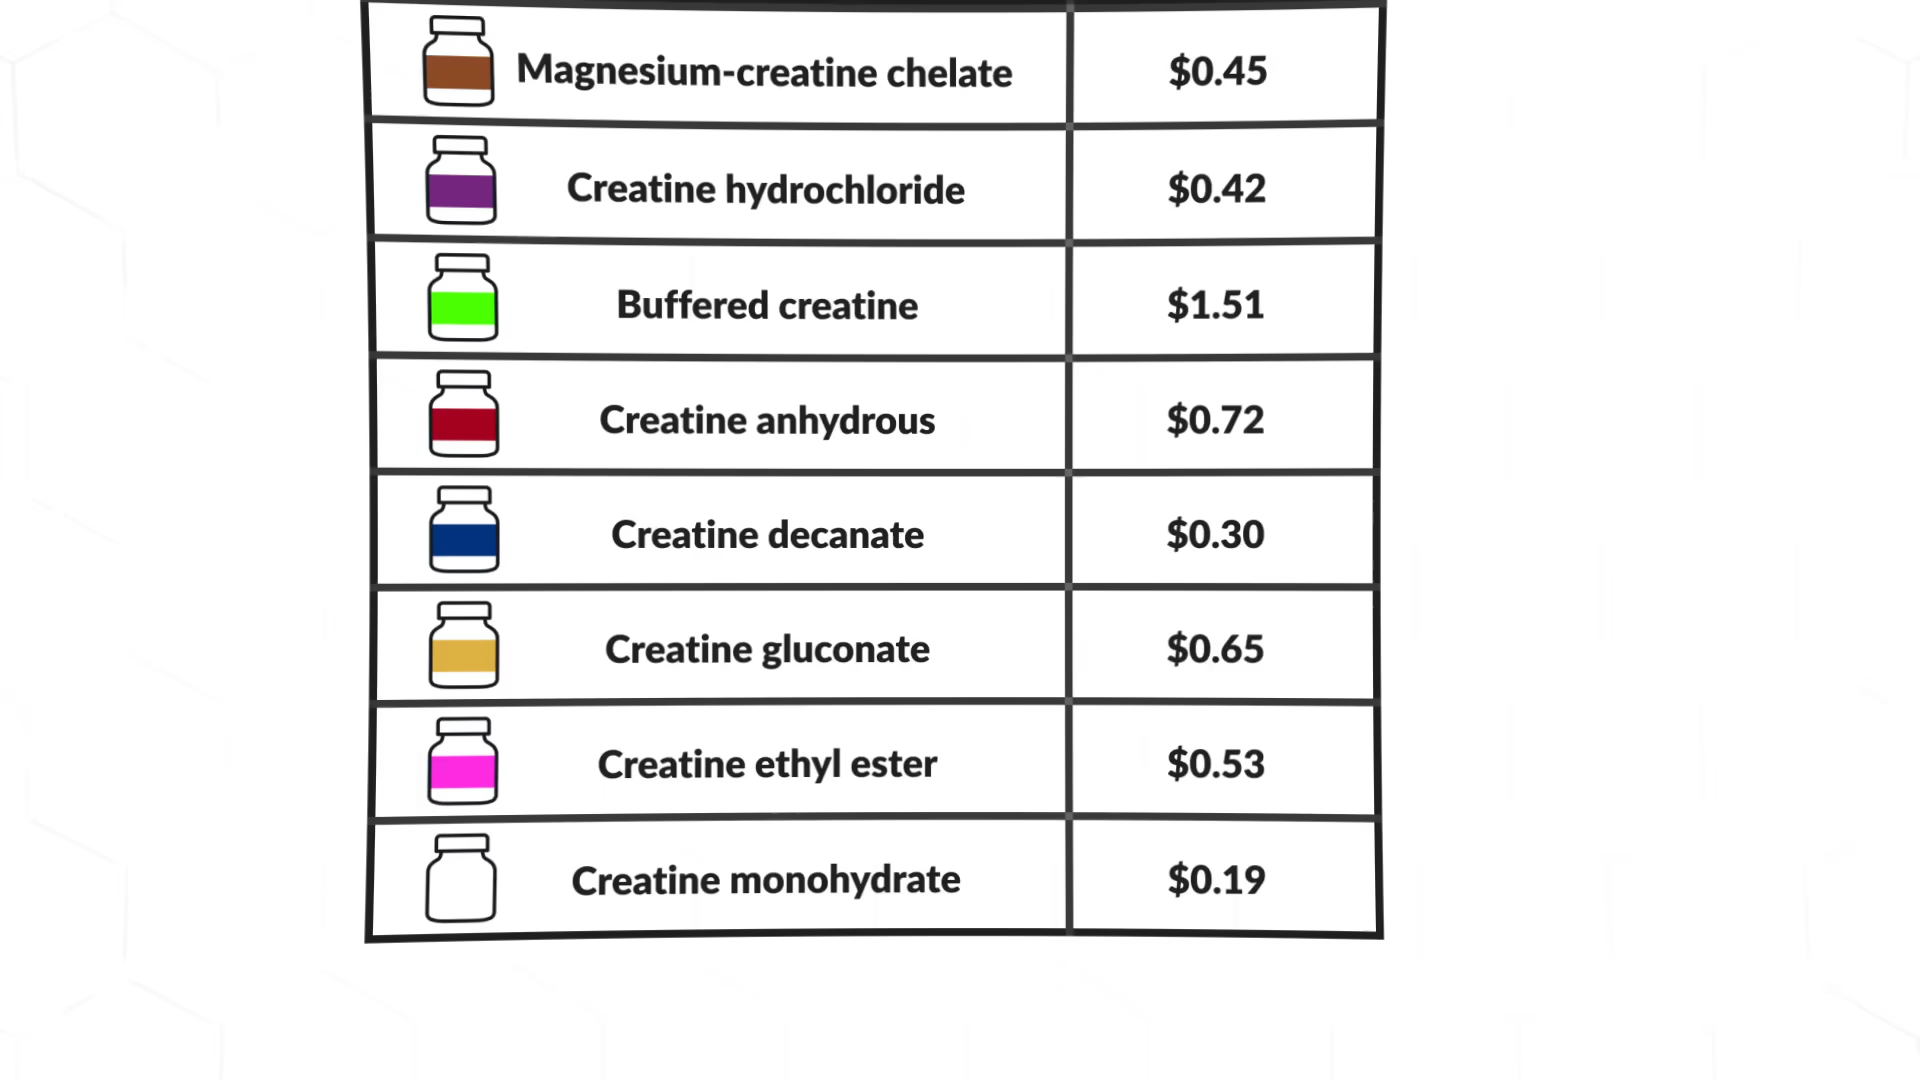 Magnesium-creatine chelate $0.45
Creatine hydrochloride $0.42
Buffered creatine $1.51
Creatine anhydrous $0.72
Creatine decanate $0.30
Creatine gluconate $0.65
Creatine ethyl ester $0.53
Creatine monohydrate $0.19